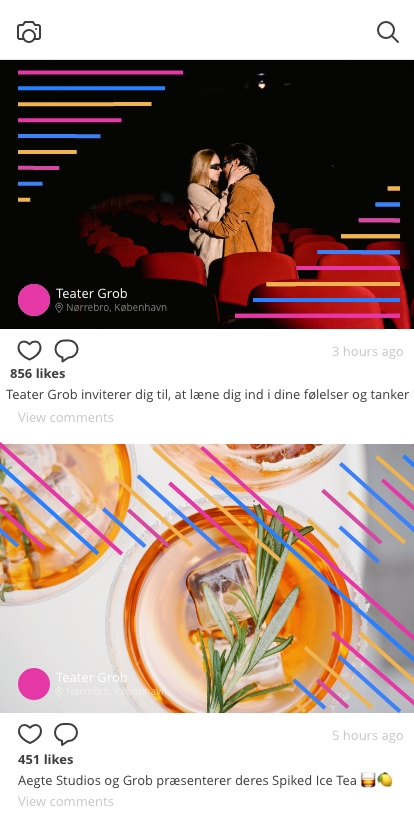 Teater Grob
Nørrebro, København
3 hours ago
856 likes
Teater Grob inviterer dig til, at læne dig ind i dine følelser og tanker
View comments
Teater Grob
Nørrebro, København
5 hours ago
451 likes
Aegte Studios og Grob præsenterer deres Spiked Ice Tea 🥃🍋
View comments